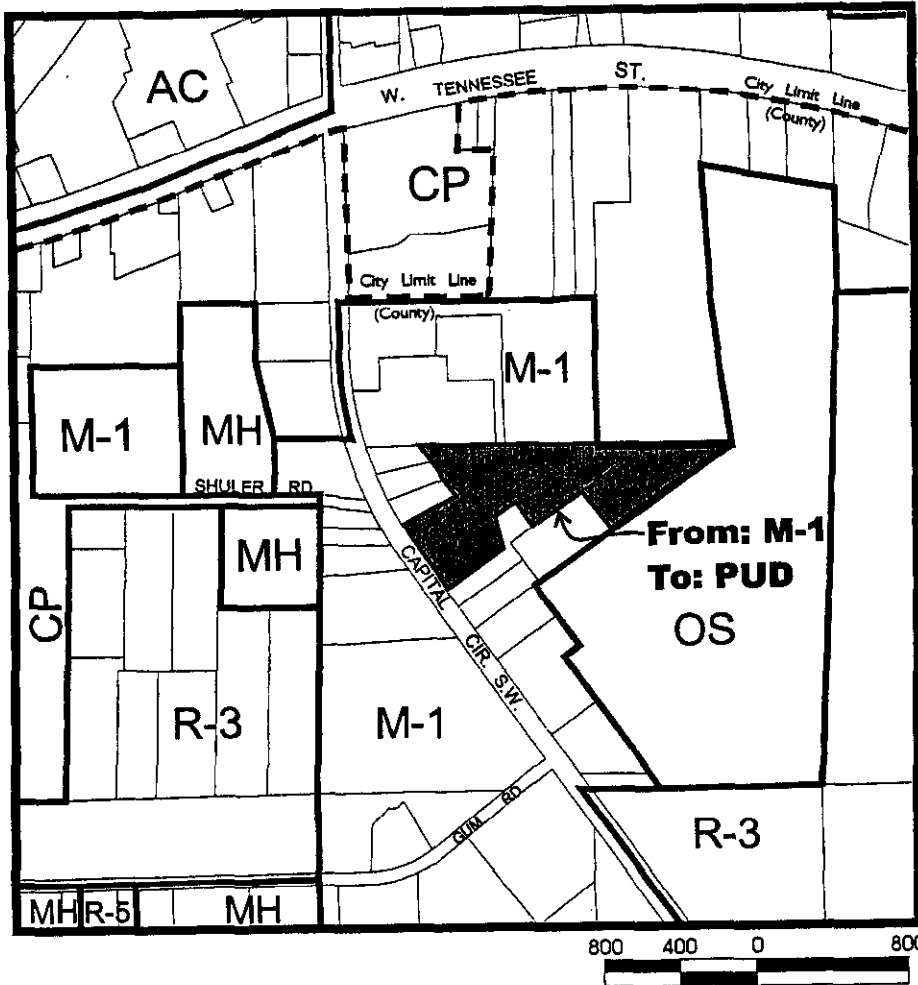 AC
W. TENNESSEE ST.
City Limit Line
(County)
CP
City Limit Line
(County)
M-1
M-1
MH
SHULER RD
From: M-1
To: PUD
MH
CP
OS
CAPITAL CIR. S.W.
R-3
M-1
GUM RD
R-3
MH
R-5
MH
800 400 0 800